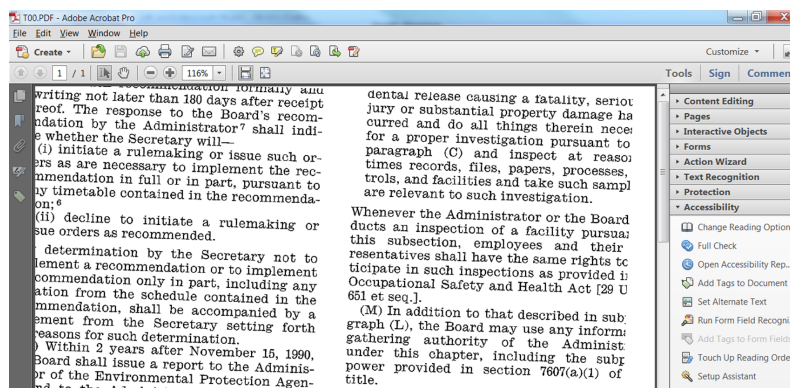 T00.PDF - Adobe Acrobat Pro
File Edit View Window Help
Create
Customize
1 / 1
116%
Tools Sign Commen
recommendation formally and
writing not later than 180 days after receipt
reof. The response to the Board's recom-
ndation by the Administrator7 shall indi-
e whether the Secretary will—
(i) initiate a rulemaking or issue such or-
ers as are necessary to implement the rec-
mmendation in full or in part, pursuant to
ny timetable contained in the recommenda-
on;6
(ii) decline to initiate a rulemaking or
sue orders as recommended.
determination by the Secretary not to
lement a recommendation or to implement
commendation only in part, including any
ation from the schedule contained in the
mmendation, shall be accompanied by a
ement from the Secretary setting forth
reasons for such determination.
) Within 2 years after November 15, 1990,
Board shall issue a report to the Adminis-
or of the Environmental Protection Agen-
dental release causing a fatality, seriou
jury or substantial property damage ha
curred and do all things therein neces
for a proper investigation pursuant to
paragraph (C) and inspect at reason
times records, files, papers, processes,
trols, and facilities and take such sampl
are relevant to such investigation.
Whenever the Administrator or the Board
ducts an inspection of a facility pursuan
this subsection, employees and their
resentatives shall have the same rights to
ticipate in such inspections as provided in
Occupational Safety and Health Act [29 U
651 et seq.].
(M) In addition to that described in sub
graph (L), the Board may use any informa
gathering authority of the Administ
under this chapter, including the subp
power provided in section 7607(a)(1) of
title.
Content Editing
Pages
Interactive Objects
Forms
Action Wizard
Text Recognition
Protection
Accessibility
Change Reading Option
Full Check
Open Accessibility Rep..
Add Tags to Document
Set Alternate Text
Run Form Field Recogni.
Add Tags to Form Fields
Touch Up Reading Orde
Setup Assistant